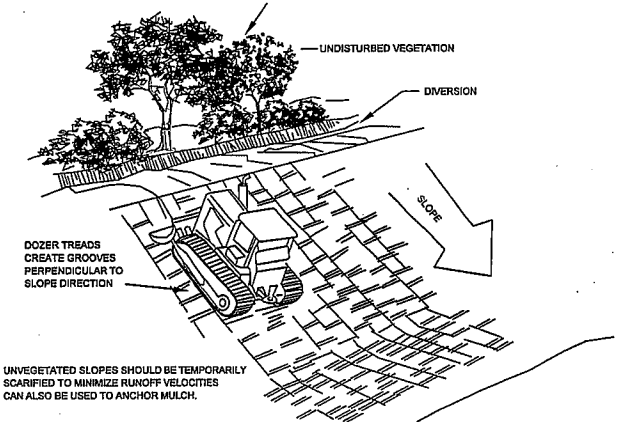 UNDISTURBED VEGETATION
DIVERSION
SLOPE
DOZER TREADS
CREATE GROOVES
PERPENDICULAR TO
SLOPE DIRECTION
UNVEGETATED SLOPES SHOULD BE TEMPORARILY
SCARIFIED TO MINIMIZE RUNOFF VELOCITIES
CAN ALSO BE USED TO ANCHOR MULCH.